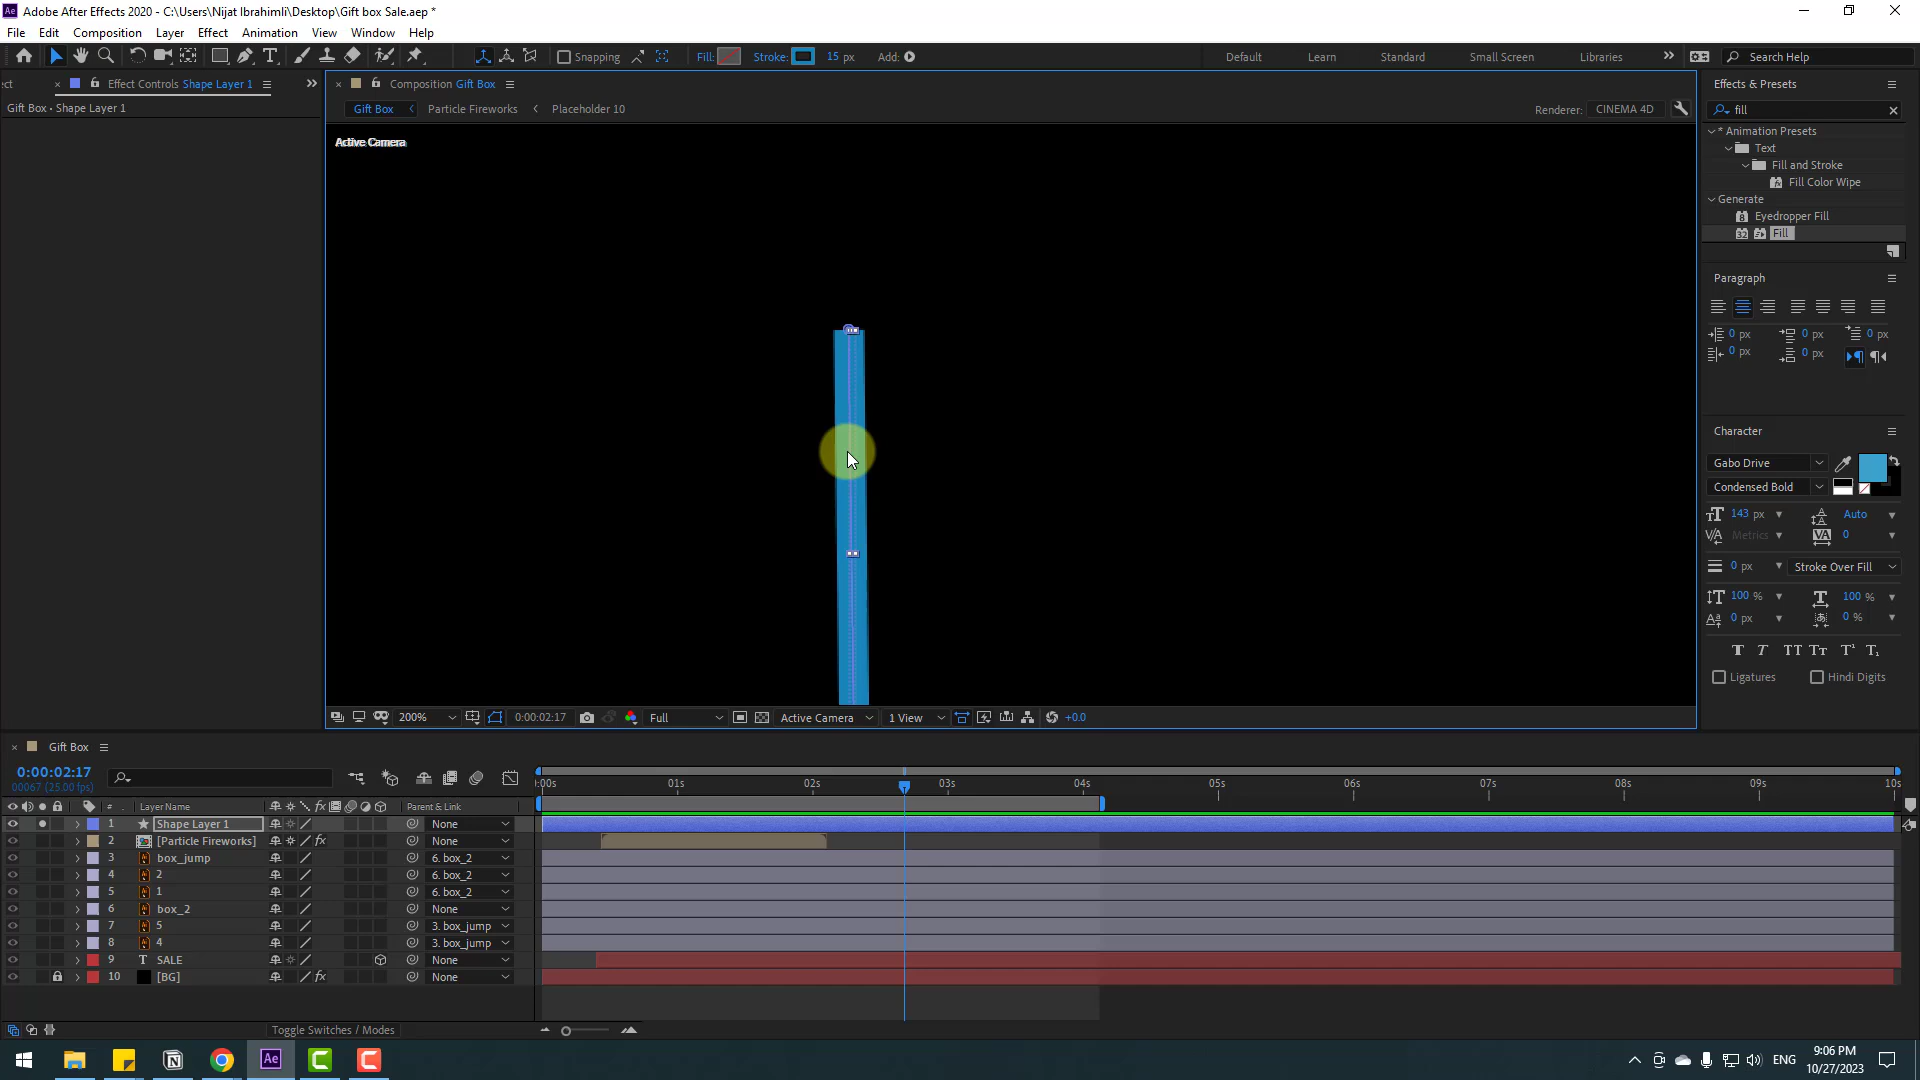 Adobe After Effects 2020 - C:\Users\Nijat Ibrahimli\Desktop\Gift box Sale.aep *
File Edit Composition Layer Effect Animation View Window Help
Snapping Fill: Stroke: 15 px Add: Default Learn Standard Small Screen Libraries Search Help
Effect Controls Shape Layer 1
Composition Gift Box
Effects & Presets
Gift Box • Shape Layer 1
Gift Box Particle Fireworks Placeholder 10
Renderer: CINEMA 4D
fill
Active Camera
* Animation Presets
Text
Fill and Stroke
Fill Color Wipe
Generate
Eyedropper Fill
Fill
Paragraph
0 px 0 px 0 px
0 px 0 px
Character
Gabo Drive
Condensed Bold
143 px Auto
Metrics 0
0 px Stroke Over Fill
100 % 100 %
0 px 0 %
Ligatures Hindi Digits
200% 0:00:02:17 Full Active Camera 1 View +0.0
Gift Box
0:00:02:17
00067 (25.00 fps)
:00s 01s 02s 03s 04s 05s 06s 07s 08s 09s 10s
# Layer Name Parent & Link
1 Shape Layer 1 None
2 [Particle Fireworks] None
3 box_jump 6. box_2
4 2 6. box_2
5 1 6. box_2
6 box_2 None
7 5 3. box_jump
8 4 3. box_jump
9 T SALE None
10 [BG] None
Toggle Switches / Modes
ENG
9:06 PM
10/27/2023